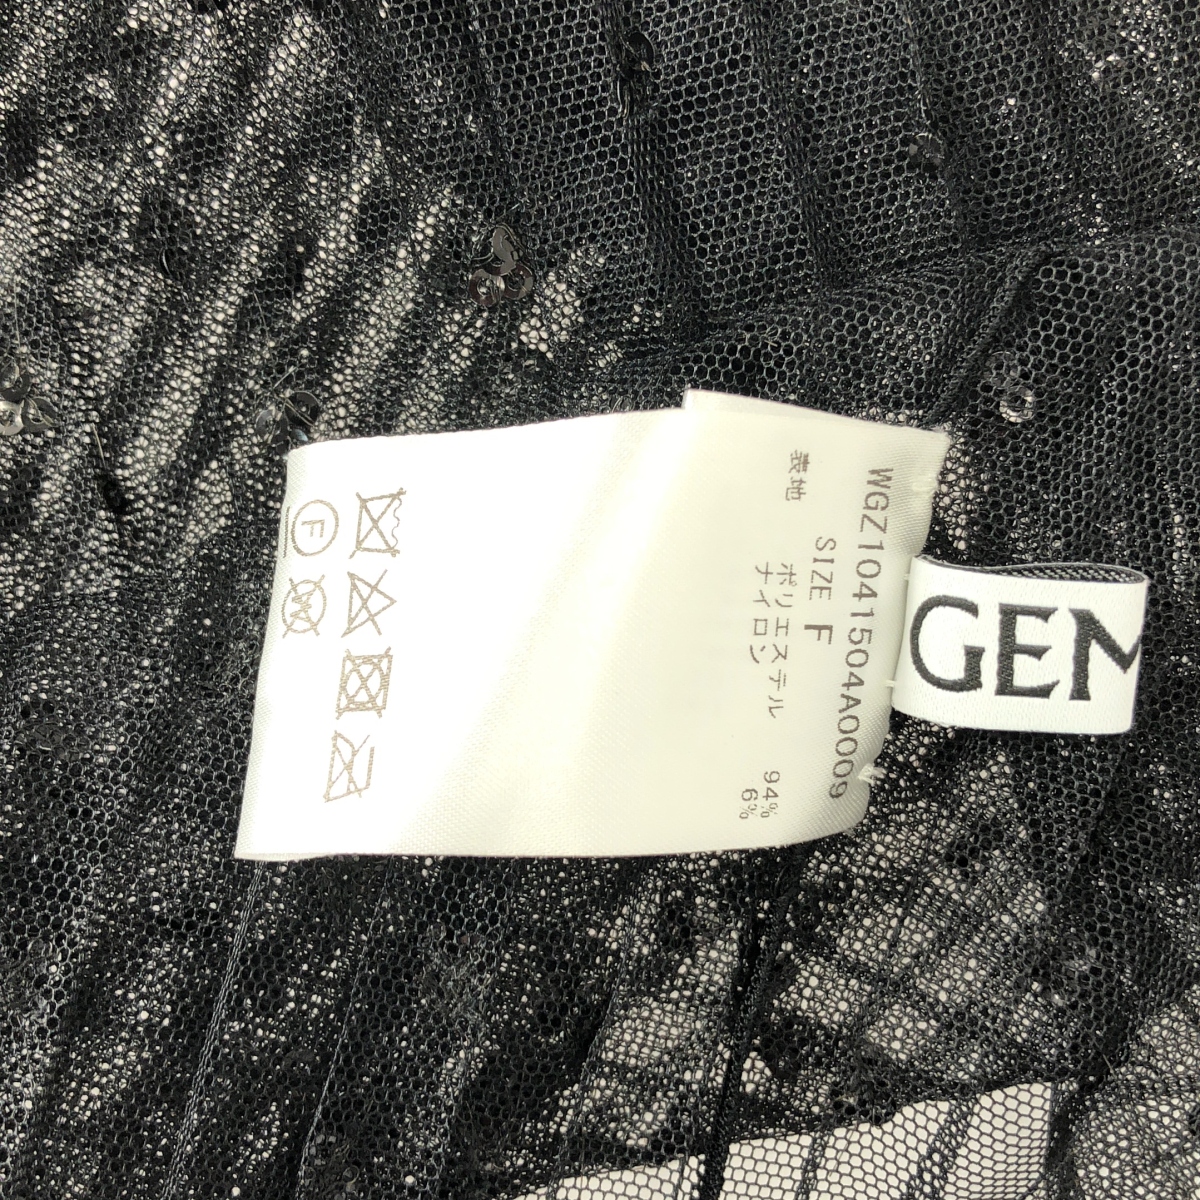 WGZ1041504A0009
SIZE F
表地
ポリエステル 94%
ナイロン 6%
F
W
GEM